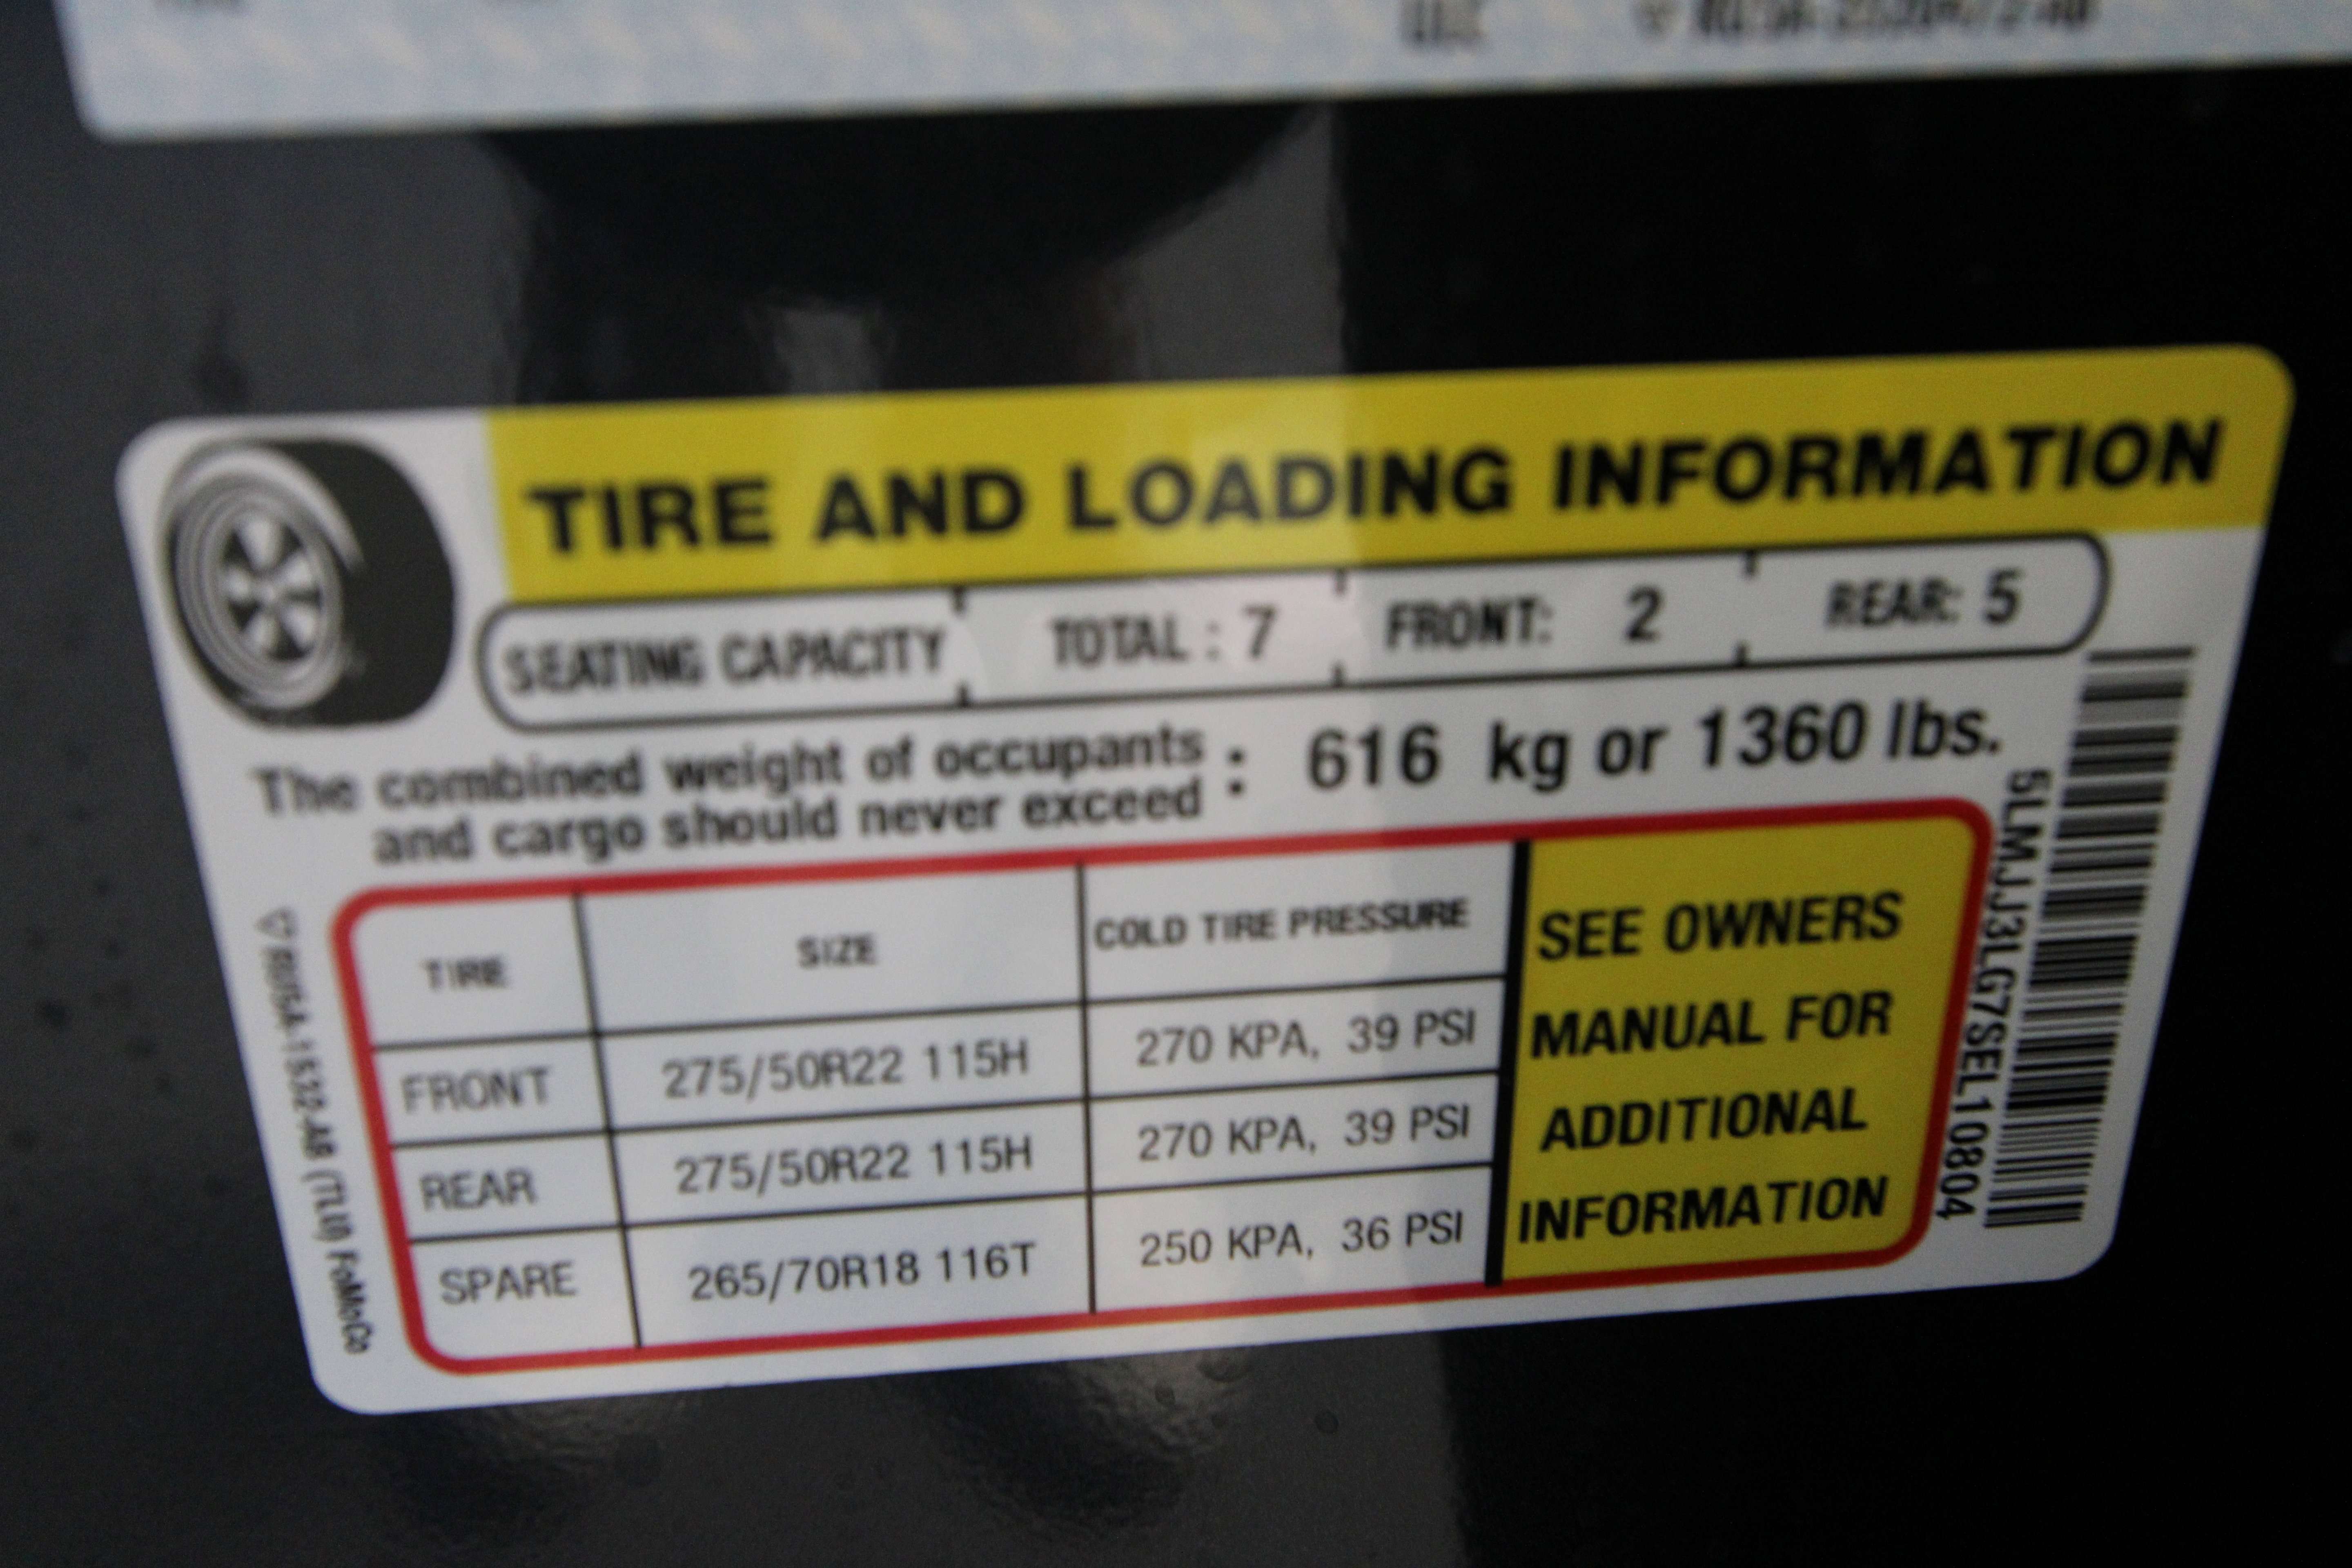 TIRE AND LOADING INFORMATION
SEATING CAPACITY TOTAL : 7 FRONT: 2 REAR: 5
The combined weight of occupants
and cargo should never exceed : 616 kg or 1360 lbs.
TIRE SIZE COLD TIRE PRESSURE
FRONT 275/50R22 115H 270 KPA, 39 PSI
REAR 275/50R22 115H 270 KPA, 39 PSI
SPARE 265/70R18 116T 250 KPA, 36 PSI
SEE OWNERS
MANUAL FOR
ADDITIONAL
INFORMATION
5LMJJ3LG7SEL10804
(TLU) FoMoCo